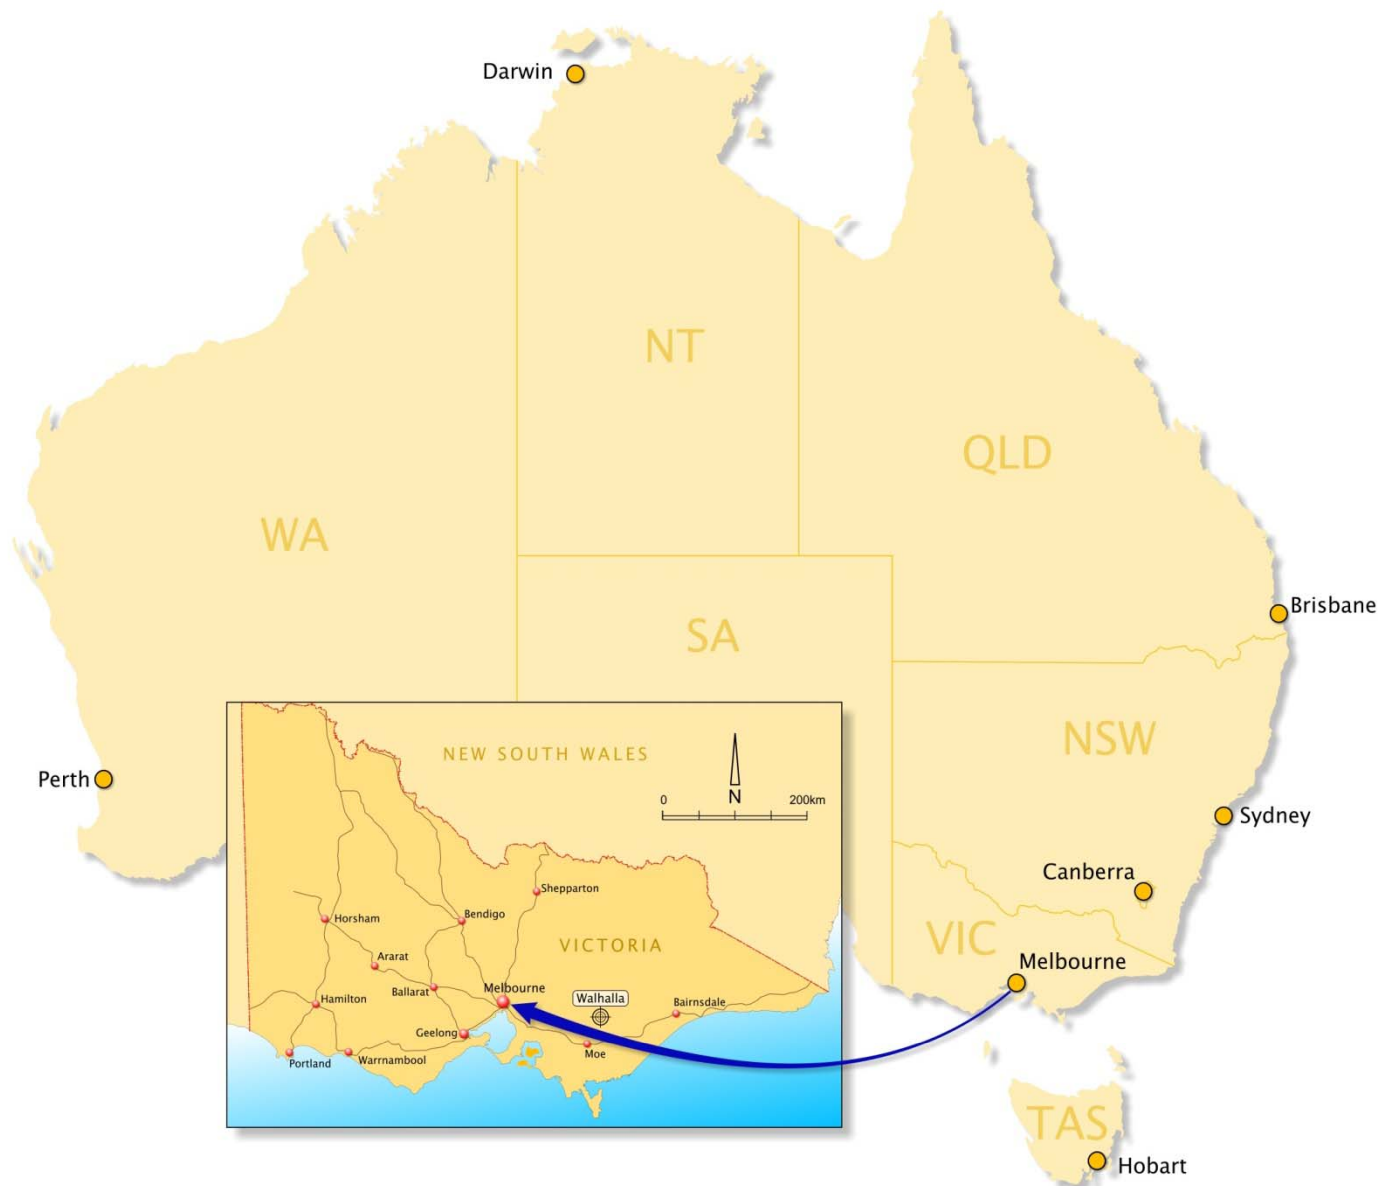 Darwin
NT
QLD
WA
Brisbane
SA
NSW
Perth
Sydney
Canberra
VIC
Melbourne
TAS
Hobart
NEW SOUTH WALES
N
0 200km
Shepparton
Horsham
Bendigo
VICTORIA
Ararat
Ballarat
Melbourne
Hamilton
Walhalla
Bairnsdale
Geelong
Moe
Portland
Warrnambool